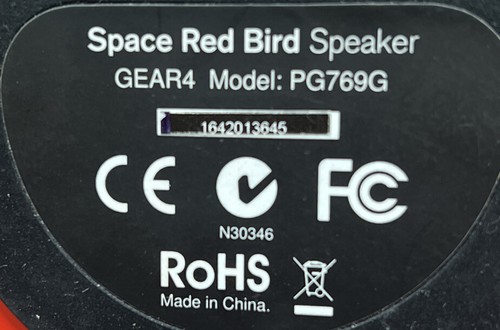 Space Red Bird Speaker
GEAR4 Model: PG769G
1642013645
CE FC
N30346
RoHS
Made in China.